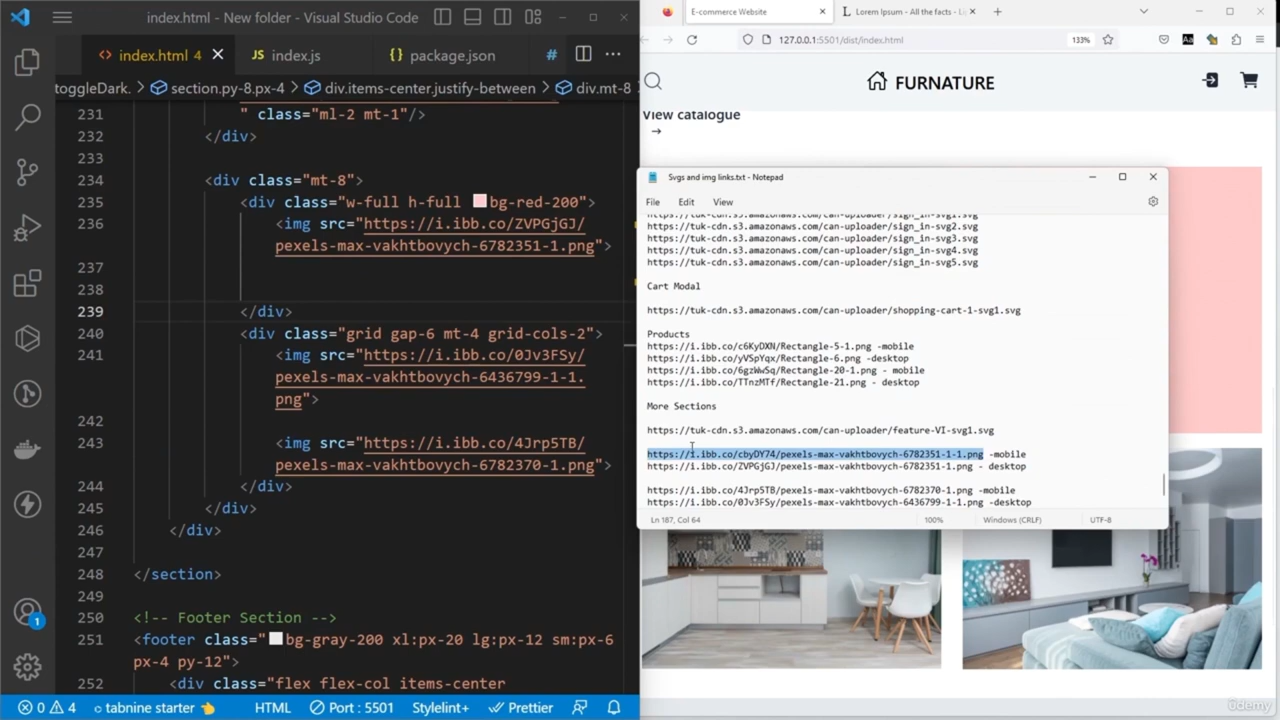 index.html - New folder - Visual Studio Code
index.html 4
JS index.js
{} package.json
#
toggleDark. > section.py-8.px-4 > div.items-center.justify-between > div.mt-8
231
" class="ml-2 mt-1"/>
232 </div>
233
234 <div class="mt-8">
235 <div class="w-full h-full bg-red-200">
236 <img src="https://i.ibb.co/ZVPGjGJ/
pexels-max-vakhtbovych-6782351-1.png">
237
238
239 </div>
240 <div class="grid gap-6 mt-4 grid-cols-2">
241 <img src="https://i.ibb.co/0Jv3FSy/
pexels-max-vakhtbovych-6436799-1-1.
png">
242
243 <img src="https://i.ibb.co/4Jrp5TB/
pexels-max-vakhtbovych-6782370-1.png">
244 </div>
245 </div>
246 </div>
247
248 </section>
249
250 <!-- Footer Section -->
251 <footer class="bg-gray-200 xl:px-20 lg:px-12 sm:px-6
px-4 py-12">
252 <div class="flex flex-col items-center
1
0 4 tabnine starter HTML Port : 5501 Stylelint+ Prettier
E-commerce Website
Lorem Ipsum - All the facts - Li
127.0.0.1:5501/dist/index.html
133%
FURNATURE
View catalogue
→
Svgs and img links.txt - Notepad
File Edit View
https://tuk-cdn.s3.amazonaws.com/can-uploader/sign_in-svg1.svg
https://tuk-cdn.s3.amazonaws.com/can-uploader/sign_in-svg2.svg
https://tuk-cdn.s3.amazonaws.com/can-uploader/sign_in-svg3.svg
https://tuk-cdn.s3.amazonaws.com/can-uploader/sign_in-svg4.svg
https://tuk-cdn.s3.amazonaws.com/can-uploader/sign_in-svg5.svg
Cart Modal
https://tuk-cdn.s3.amazonaws.com/can-uploader/shopping-cart-1-svg1.svg
Products
https://i.ibb.co/c6KyDXN/Rectangle-5-1.png -mobile
https://i.ibb.co/yVSpYqx/Rectangle-6.png -desktop
https://i.ibb.co/6gzWwSq/Rectangle-20-1.png - mobile
https://i.ibb.co/TTnzMTf/Rectangle-21.png - desktop
More Sections
https://tuk-cdn.s3.amazonaws.com/can-uploader/feature-VI-svg1.svg
https://i.ibb.co/cbyDY74/pexels-max-vakhtbovych-6782351-1-1.png -mobile
https://i.ibb.co/ZVPGjGJ/pexels-max-vakhtbovych-6782351-1.png - desktop
https://i.ibb.co/4Jrp5TB/pexels-max-vakhtbovych-6782370-1.png -mobile
https://i.ibb.co/0Jv3FSy/pexels-max-vakhtbovych-6436799-1-1.png -desktop
Ln 187, Col 64
100%
Windows (CRLF)
UTF-8
ûdemy